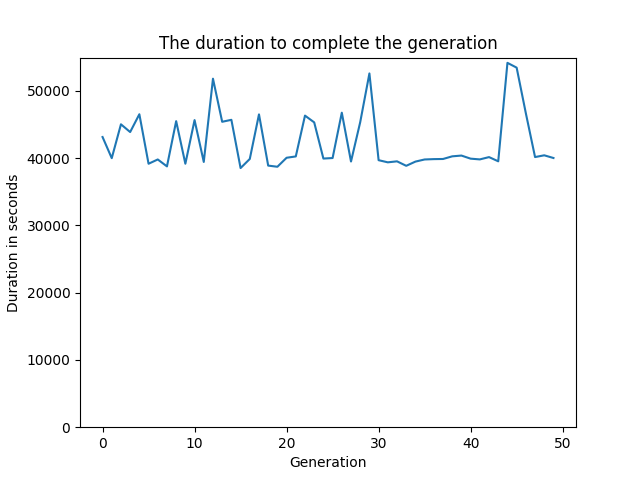 The duration to complete the generation
Duration in seconds
50000
40000
30000
20000
10000
0
0 10 20 30 40 50
Generation